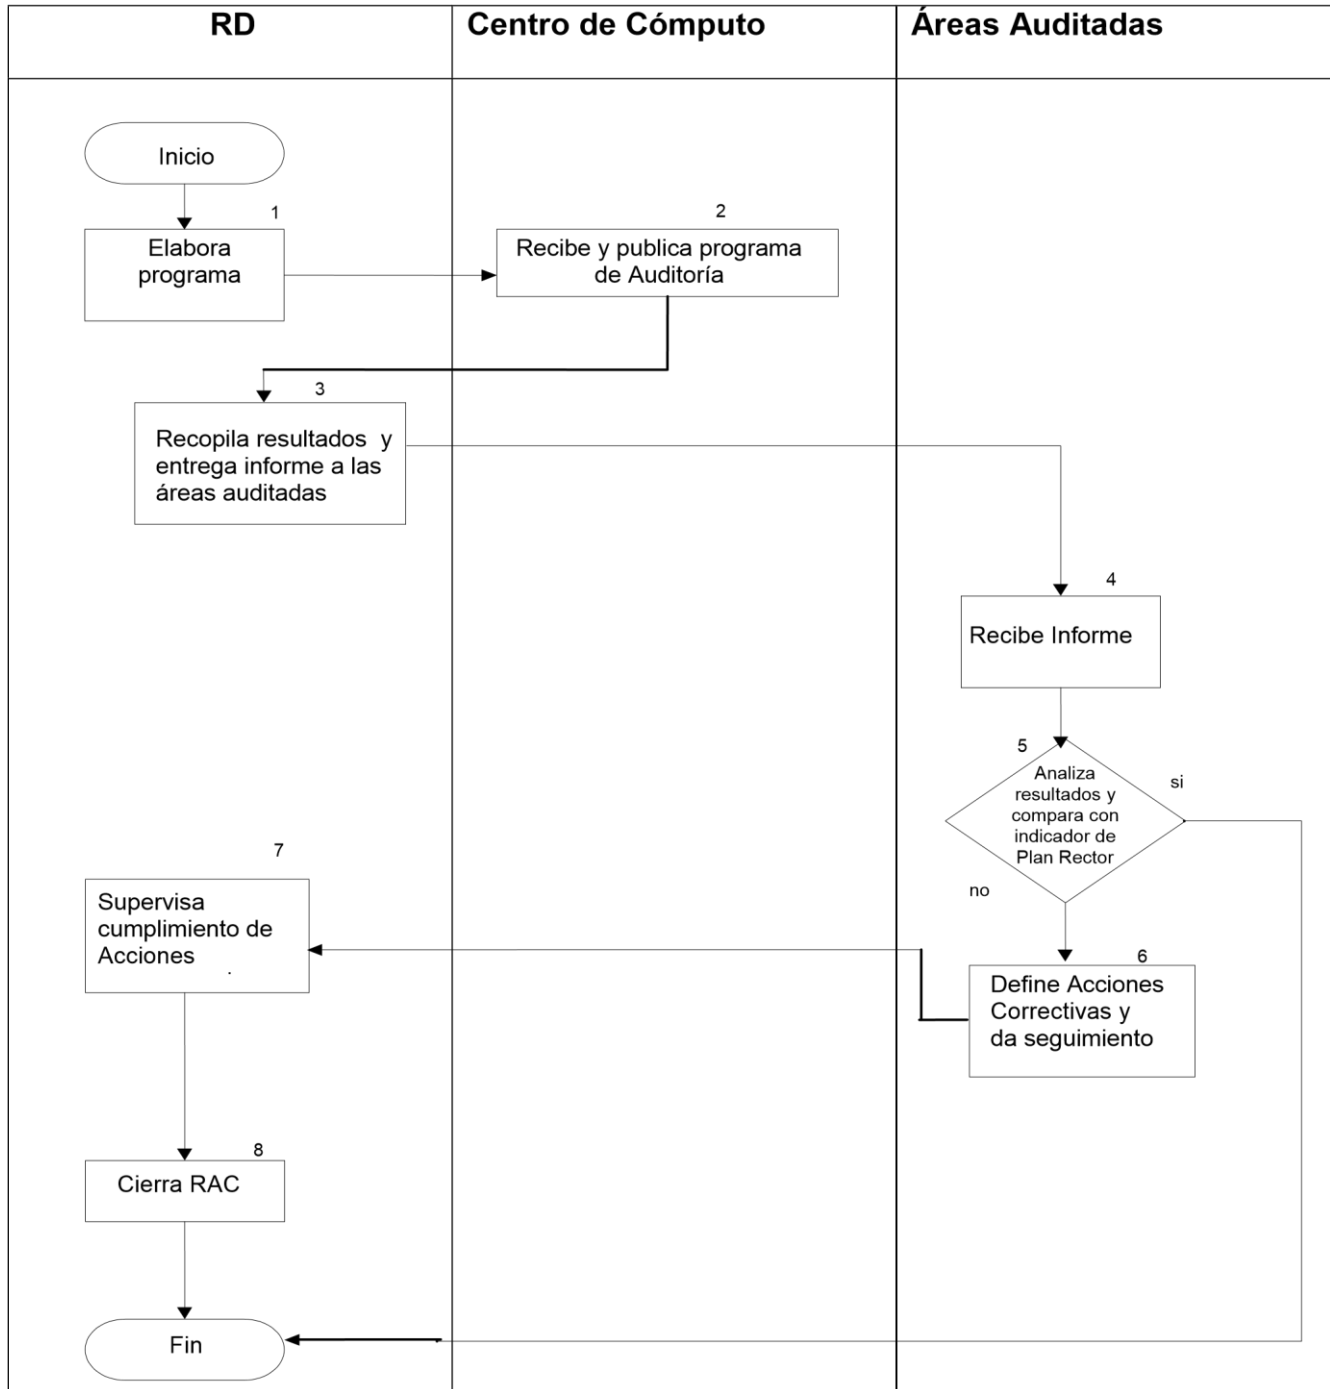 RD
Centro de Cómputo
Áreas Auditadas
Inicio
1
Elabora
programa
2
Recibe y publica programa
de Auditoría
3
Recopila resultados y
entrega informe a las
áreas auditadas
4
Recibe Informe
5
Analiza
resultados y
compara con
indicador de
Plan Rector
si
no
6
Define Acciones
Correctivas y
da seguimiento
7
Supervisa
cumplimiento de
Acciones
.
8
Cierra RAC
Fin